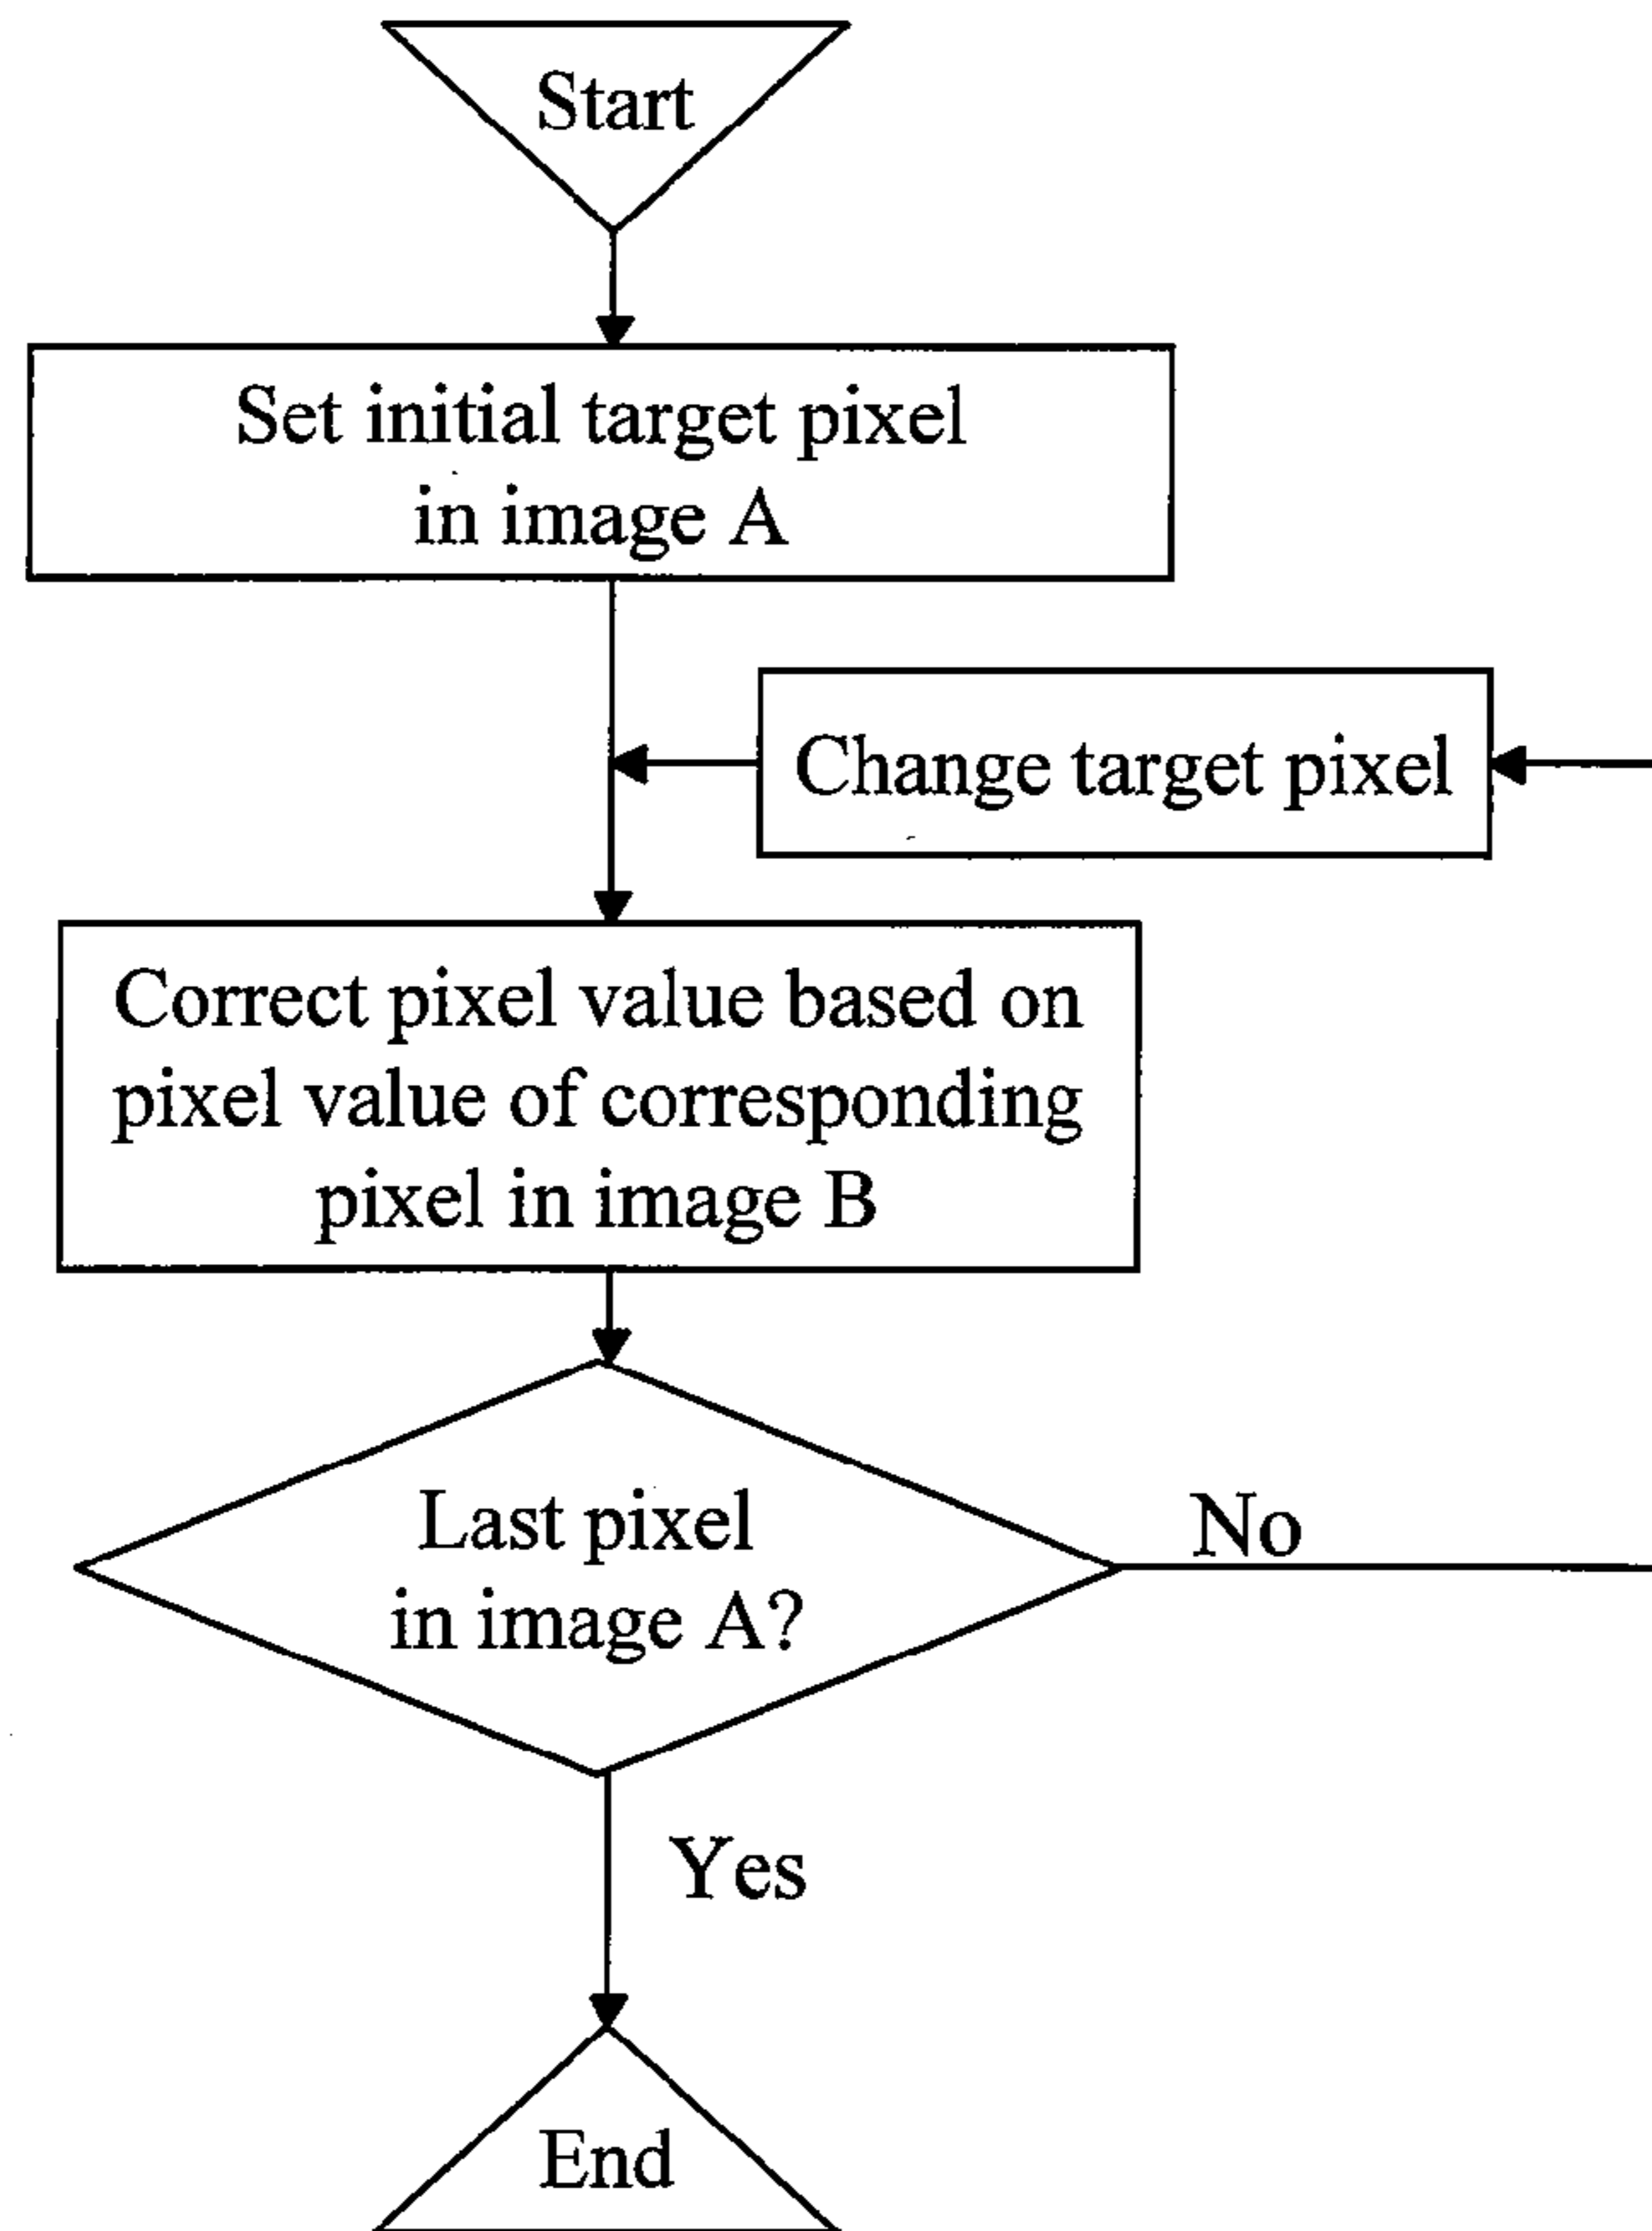 Start
Set initial target pixel
in image A
Change target pixel
Correct pixel value based on
pixel value of corresponding
pixel in image B
Last pixel
in image A?
No
Yes
End